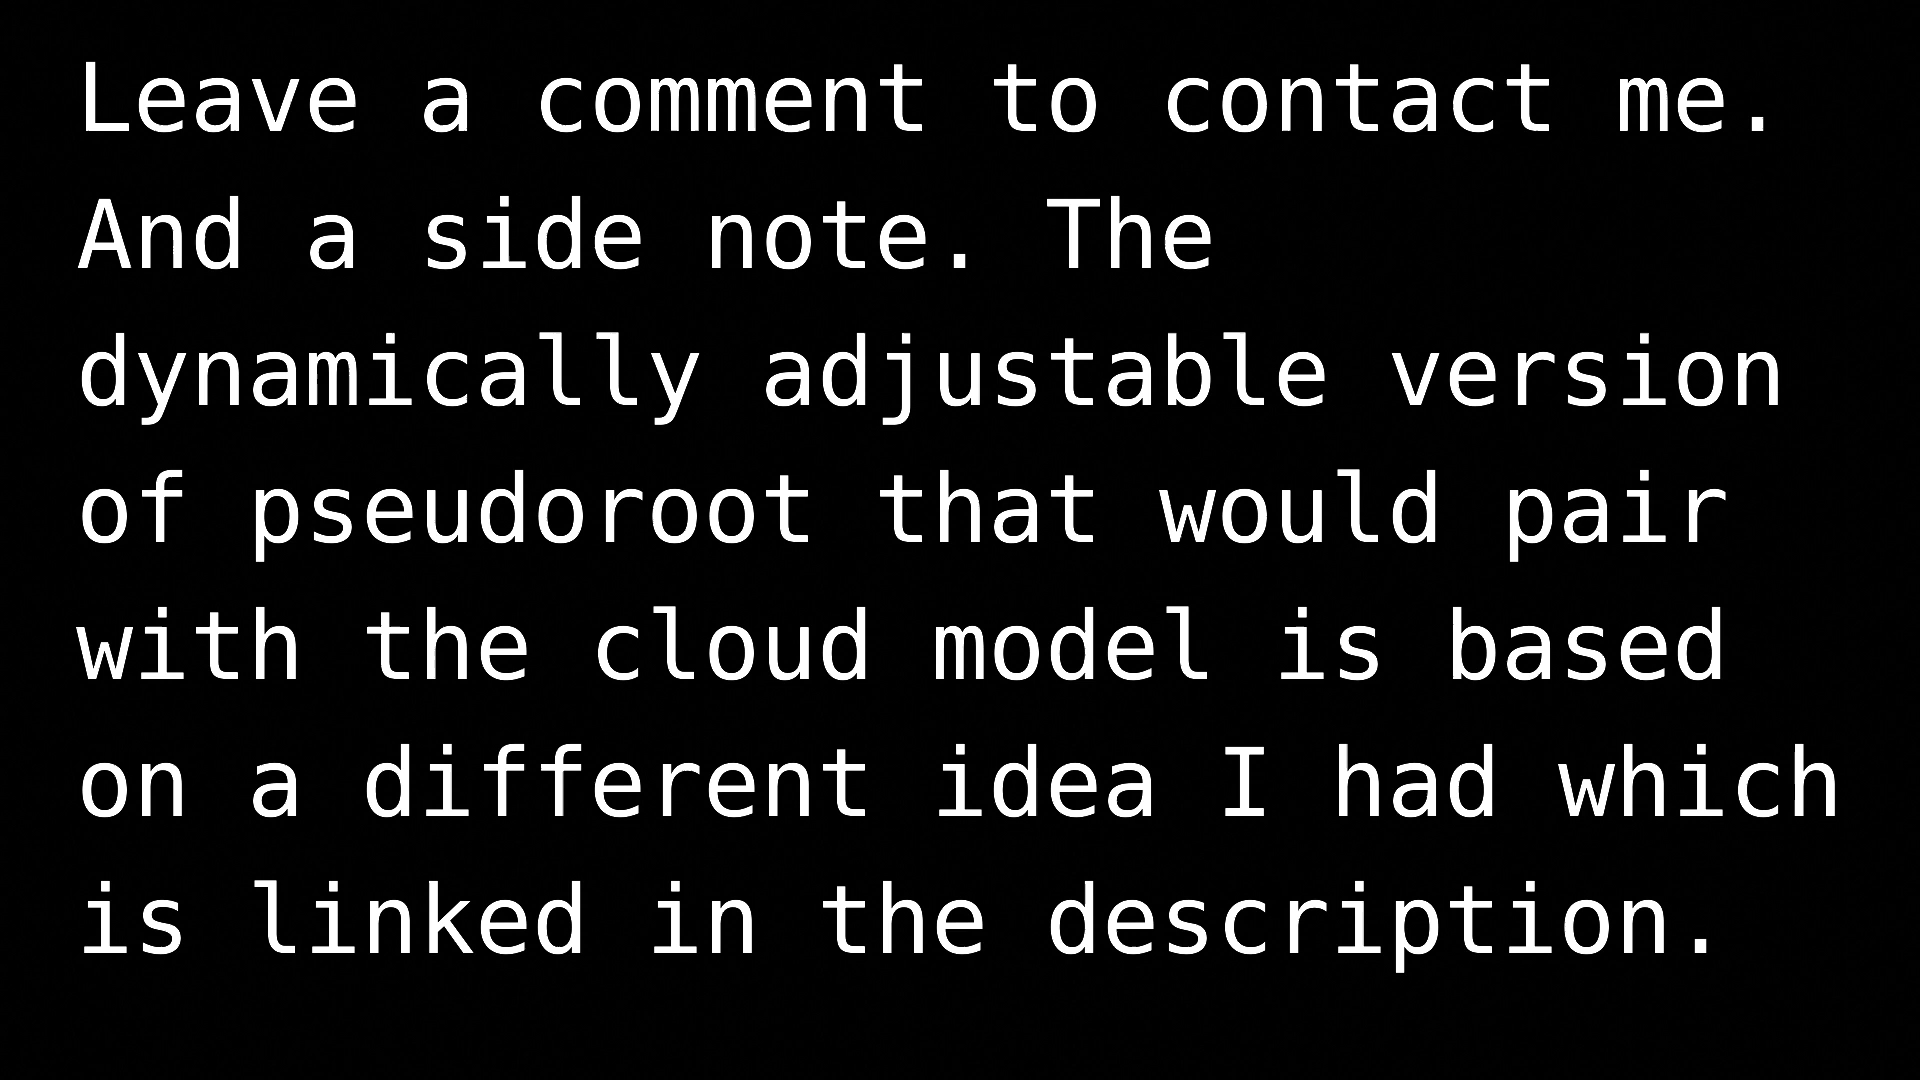 Leave a comment to contact me.
And a side note. The
dynamically adjustable version
of pseudoroot that would pair
with the cloud model is based
on a different idea I had which
is linked in the description.